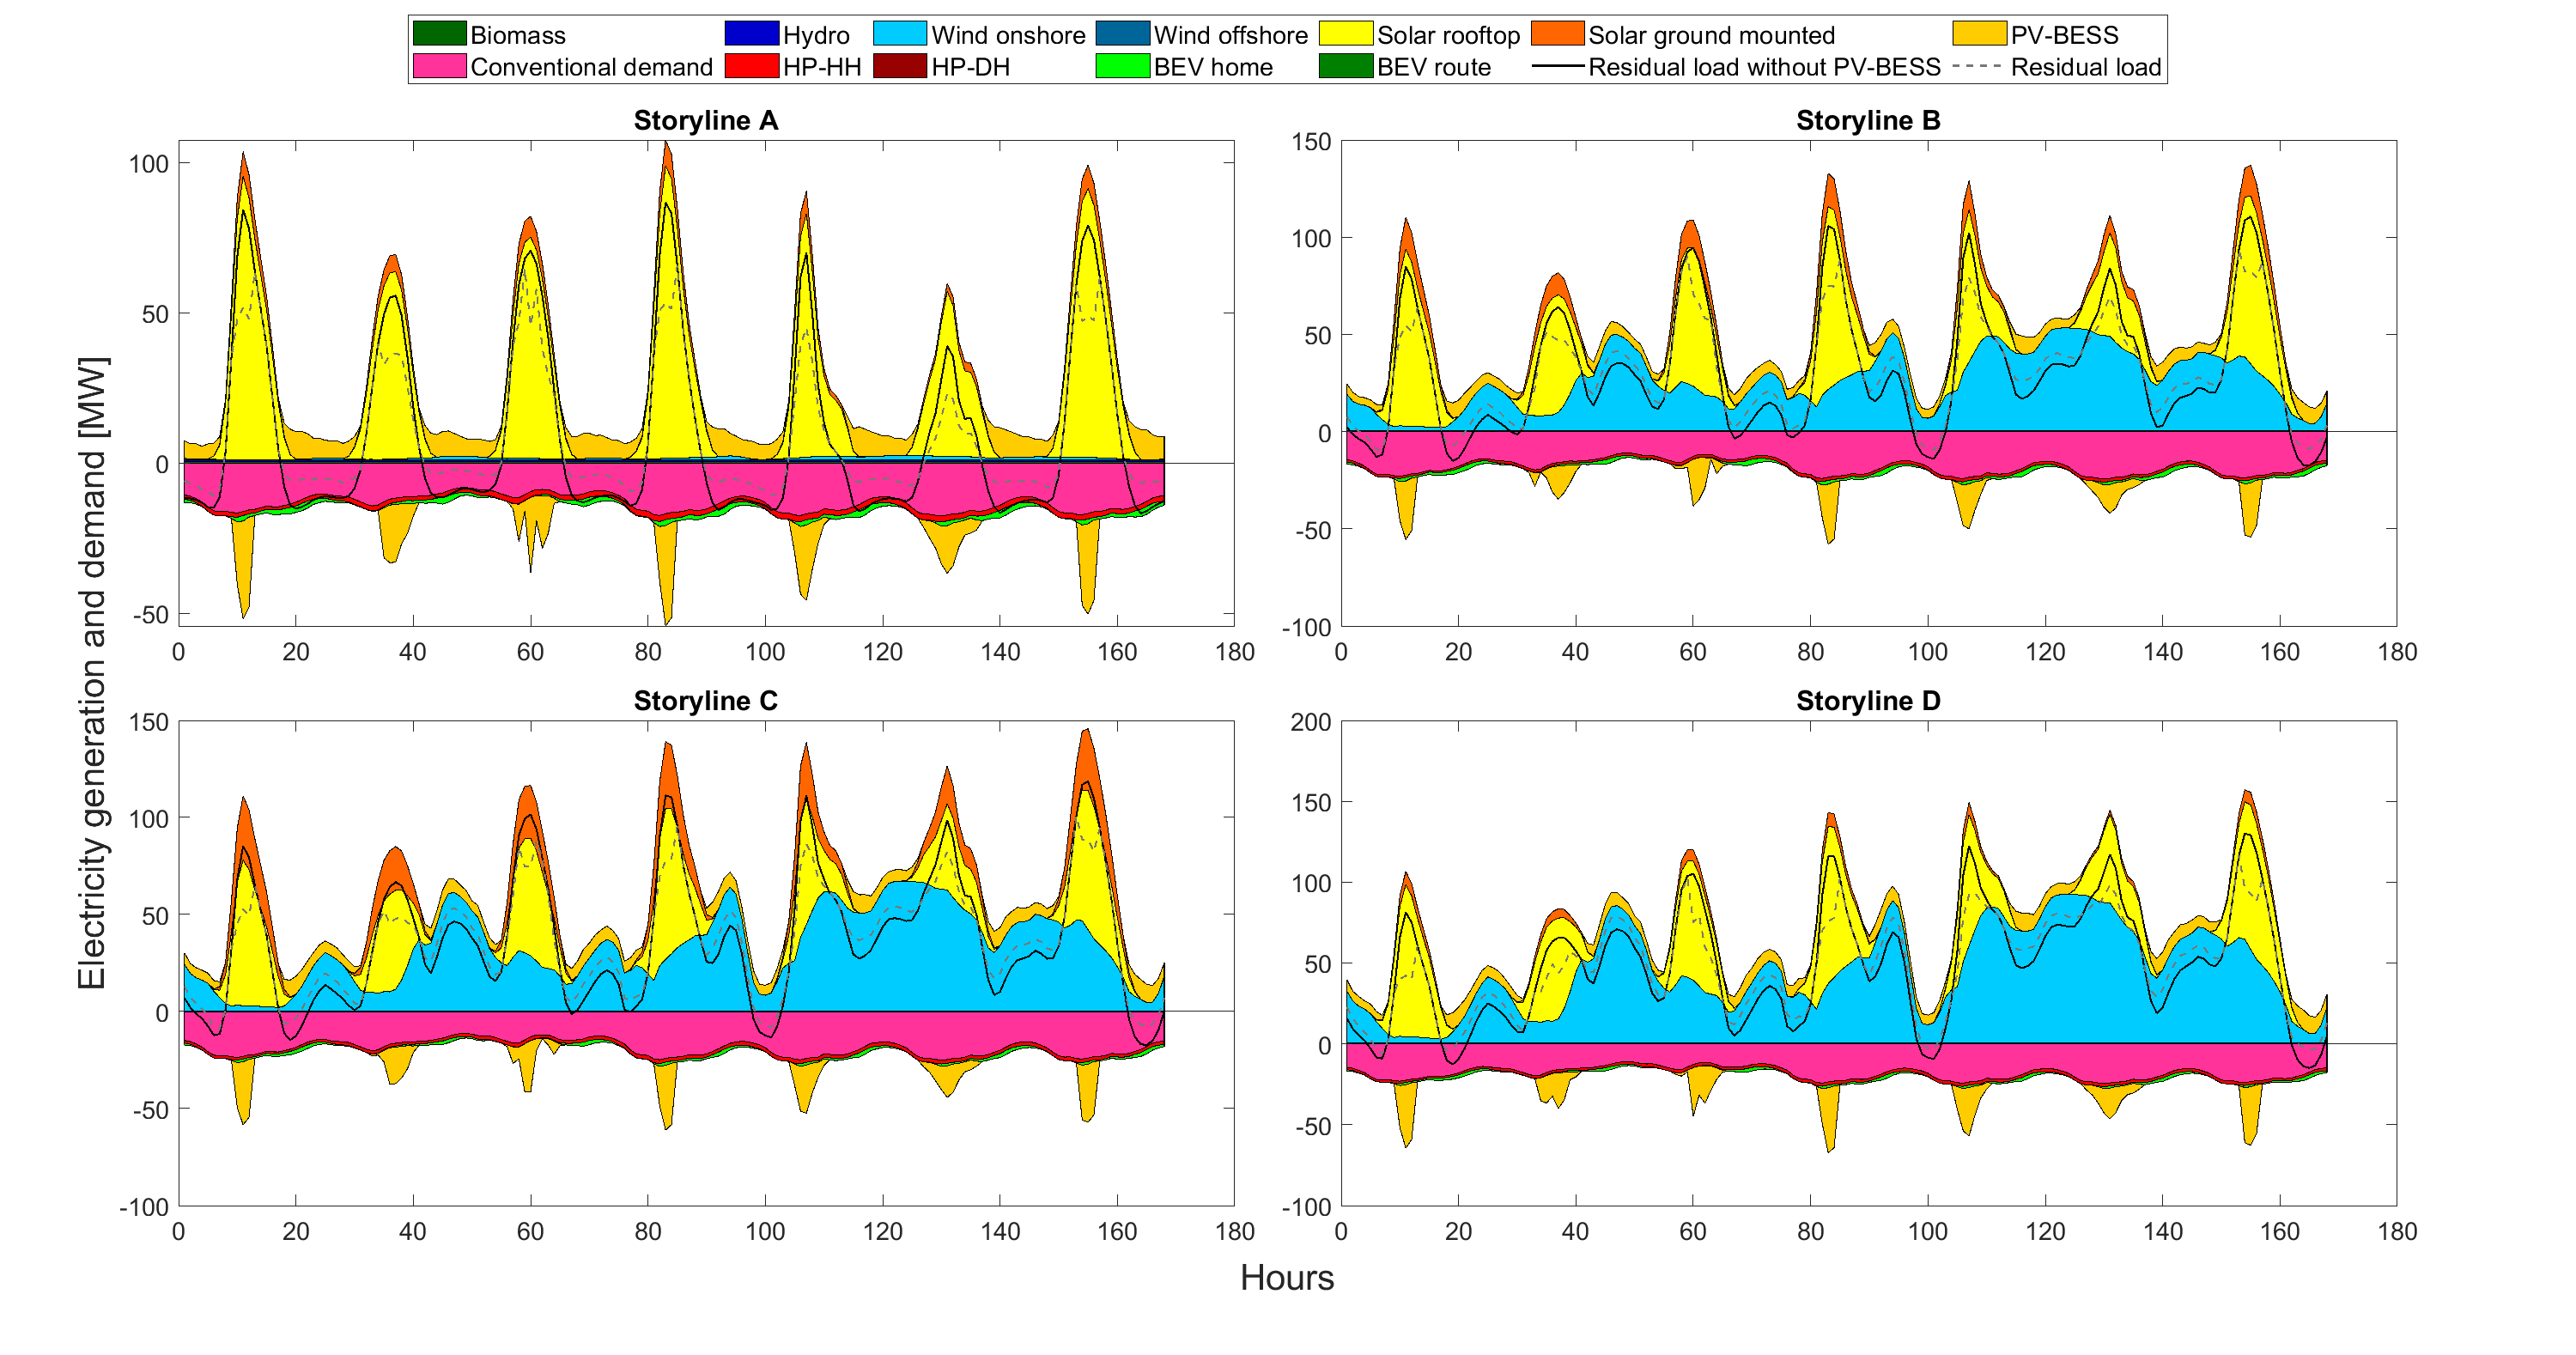 Biomass Hydro Wind onshore Wind offshore Solar rooftop Solar ground mounted PV-BESS
Conventional demand HP-HH HP-DH BEV home BEV route Residual load without PV-BESS Residual load
Electricity generation and demand [MW]
Storyline A
100
50
0
-50
0 20 40 60 80 100 120 140 160 180
Storyline B
150
100
50
0
-50
-100
0 20 40 60 80 100 120 140 160 180
Storyline C
150
100
50
0
-50
-100
0 20 40 60 80 100 120 140 160 180
Storyline D
200
150
100
50
0
-50
-100
0 20 40 60 80 100 120 140 160 180
Hours